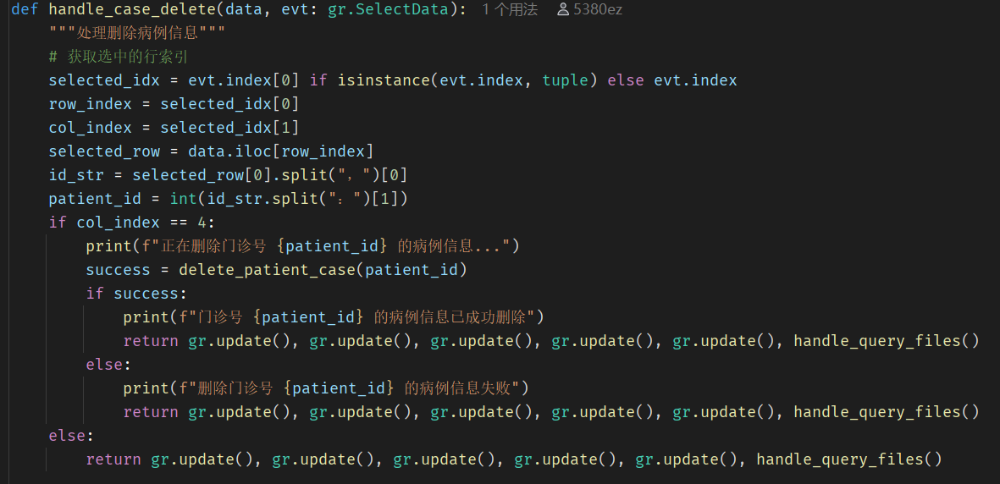 def handle_case_delete(data, evt: gr.SelectData):  1 个用法  5380ez
    """处理删除病例信息"""
    # 获取选中的行索引
    selected_idx = evt.index[0] if isinstance(evt.index, tuple) else evt.index
    row_index = selected_idx[0]
    col_index = selected_idx[1]
    selected_row = data.iloc[row_index]
    id_str = selected_row[0].split("，")[0]
    patient_id = int(id_str.split("：")[1])
    if col_index == 4:
        print(f"正在删除门诊号 {patient_id} 的病例信息...")
        success = delete_patient_case(patient_id)
        if success:
            print(f"门诊号 {patient_id} 的病例信息已成功删除")
            return gr.update(), gr.update(), gr.update(), gr.update(), gr.update(), handle_query_files()
        else:
            print(f"删除门诊号 {patient_id} 的病例信息失败")
            return gr.update(), gr.update(), gr.update(), gr.update(), gr.update(), handle_query_files()
    else:
        return gr.update(), gr.update(), gr.update(), gr.update(), gr.update(), handle_query_files()